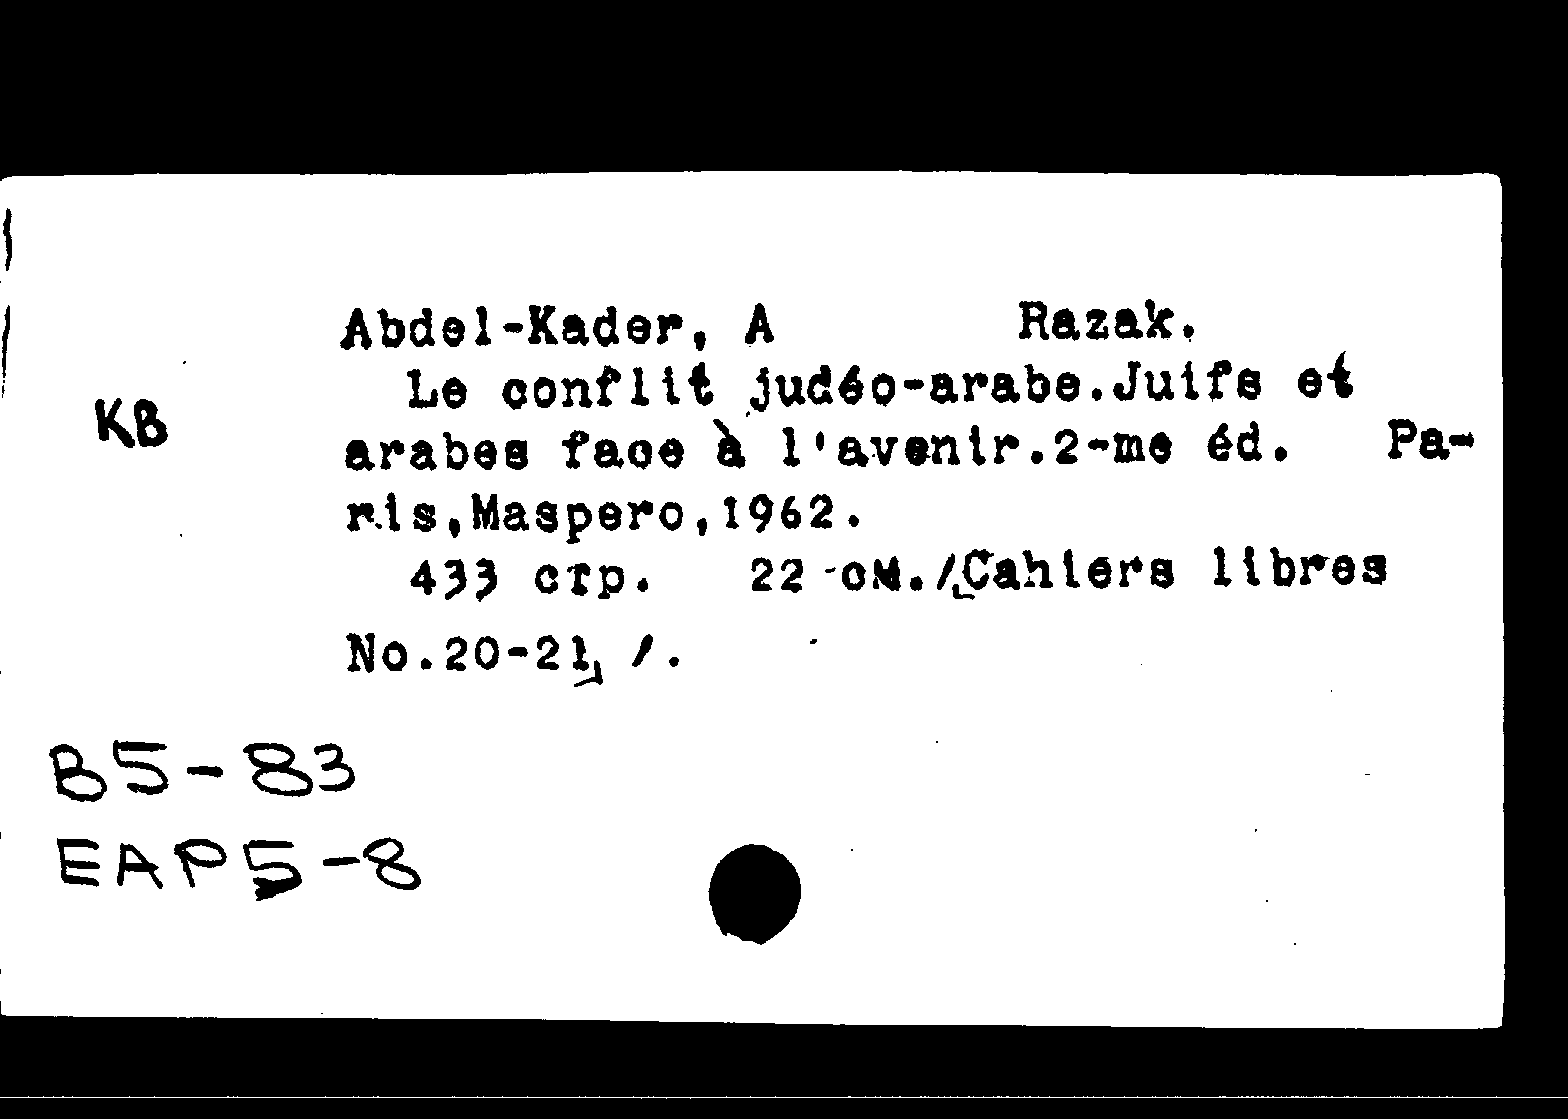 Abdel-Kader, A Razak.
Le conflit judéo-arabe.Juifs et
KB
arabes face à l'avenir.2-me éd. Pa-
ris,Maspero,1962.
433 стр. 22 см./Cahiers libres
No.20-21 /.
B5-83
EAP5-8